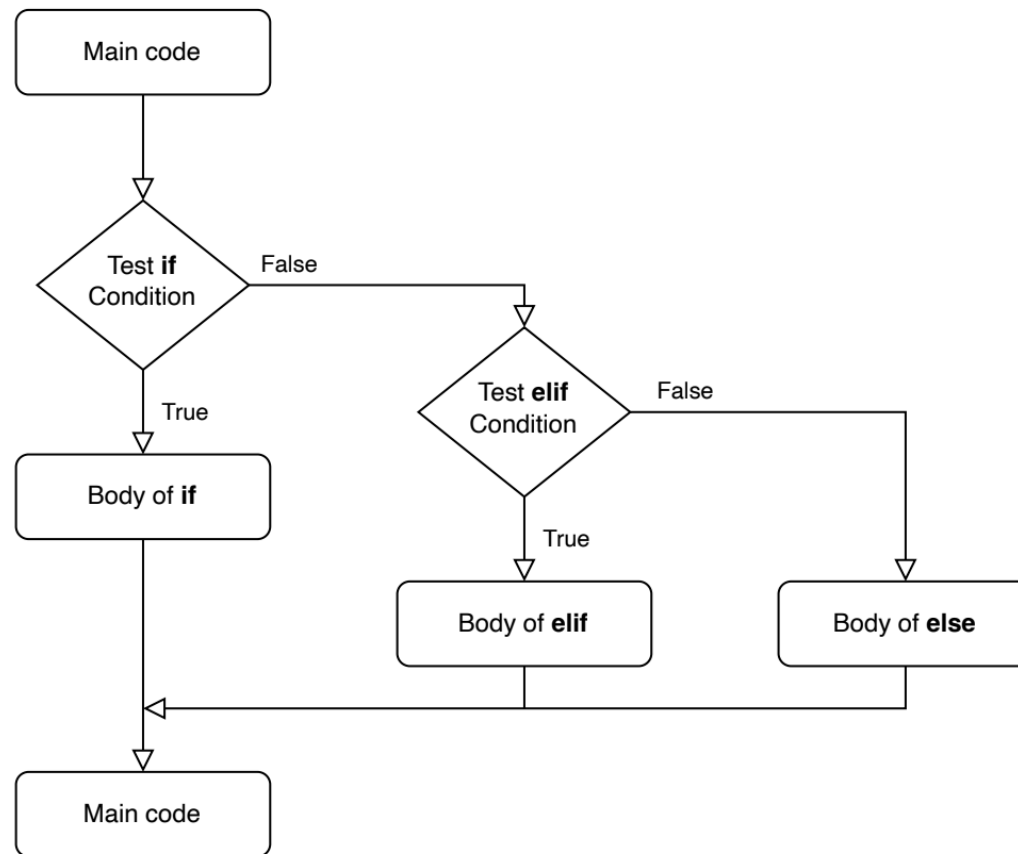 Main code
Test if
Condition
False
Test elif
Condition
False
True
Body of if
True
Body of elif
Body of else
Main code